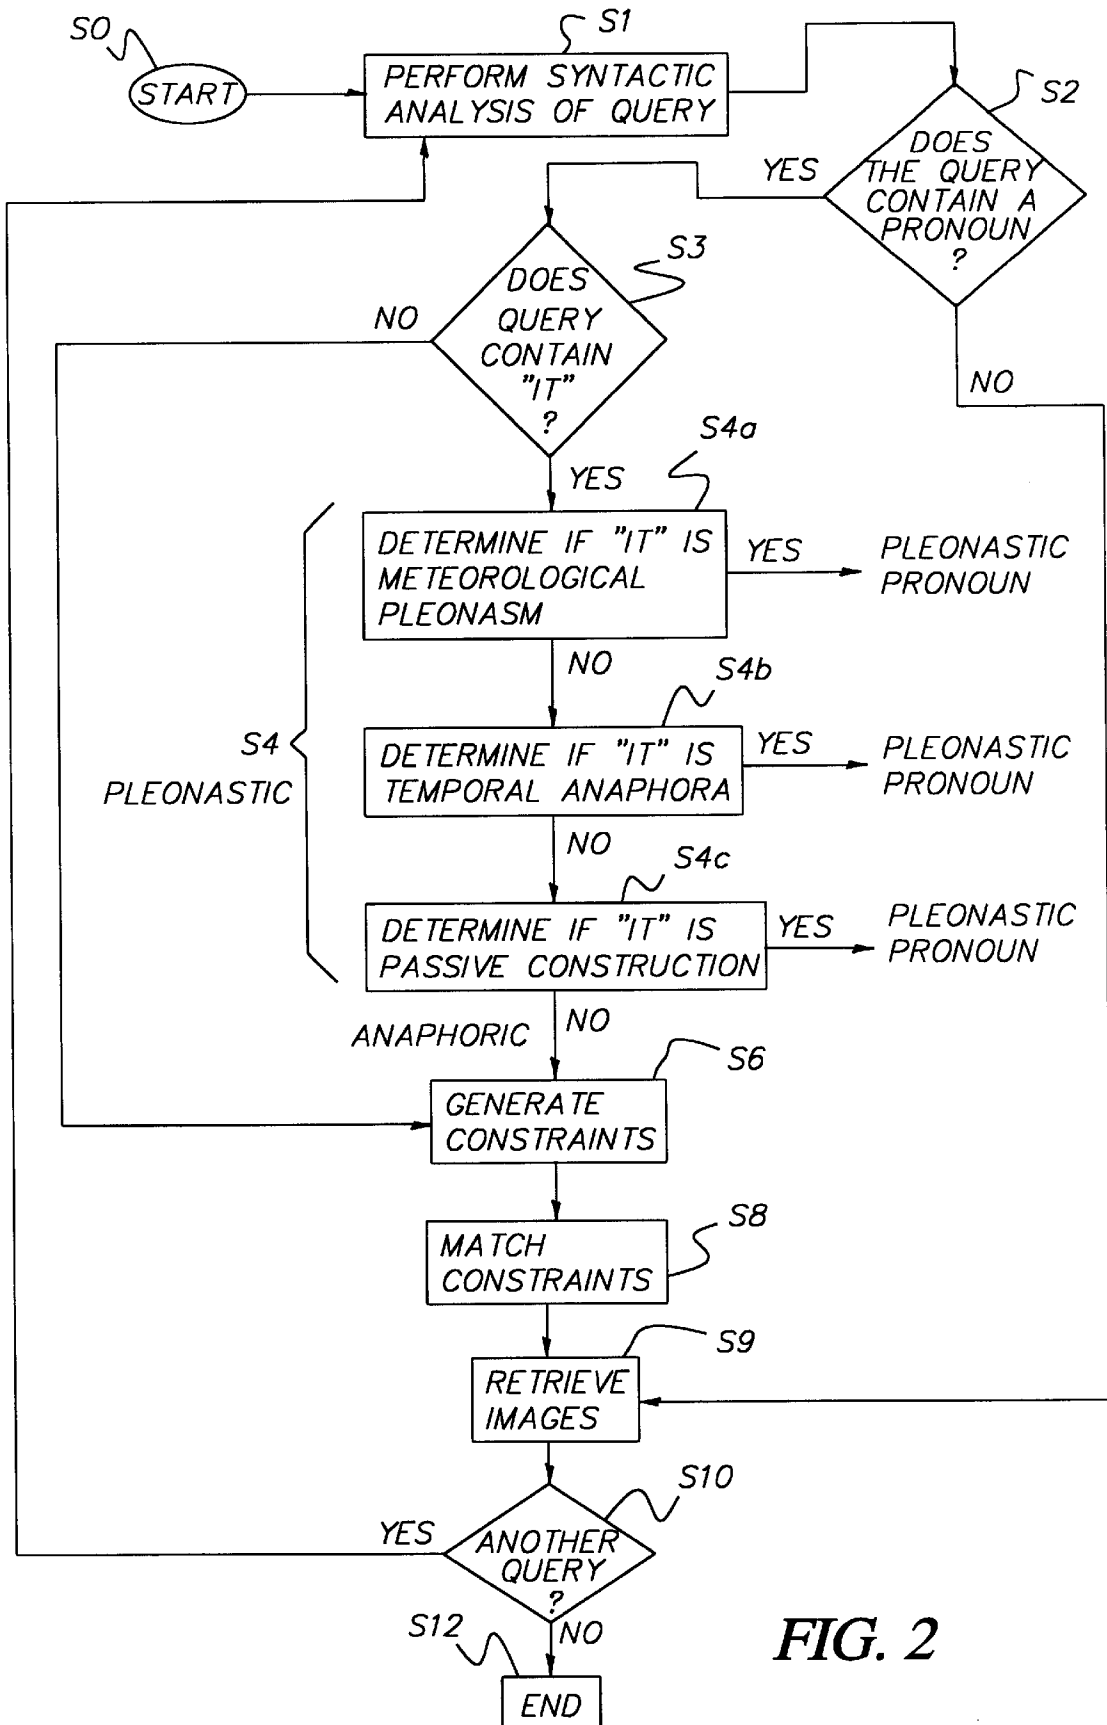 S0
START
S1
PERFORM SYNTACTIC
ANALYSIS OF QUERY
S2
DOES
THE QUERY
CONTAIN A
PRONOUN
?
YES
NO
S3
DOES
QUERY
CONTAIN
"IT"
?
NO
YES
S4a
DETERMINE IF "IT" IS
METEOROLOGICAL
PLEONASM
YES
PLEONASTIC
PRONOUN
NO
S4b
S4
PLEONASTIC
DETERMINE IF "IT" IS
TEMPORAL ANAPHORA
YES
PLEONASTIC
PRONOUN
NO
S4c
DETERMINE IF "IT" IS
PASSIVE CONSTRUCTION
YES
PLEONASTIC
PRONOUN
ANAPHORIC
NO
S6
GENERATE
CONSTRAINTS
S8
MATCH
CONSTRAINTS
S9
RETRIEVE
IMAGES
S10
YES
ANOTHER
QUERY
?
NO
S12
END
FIG. 2